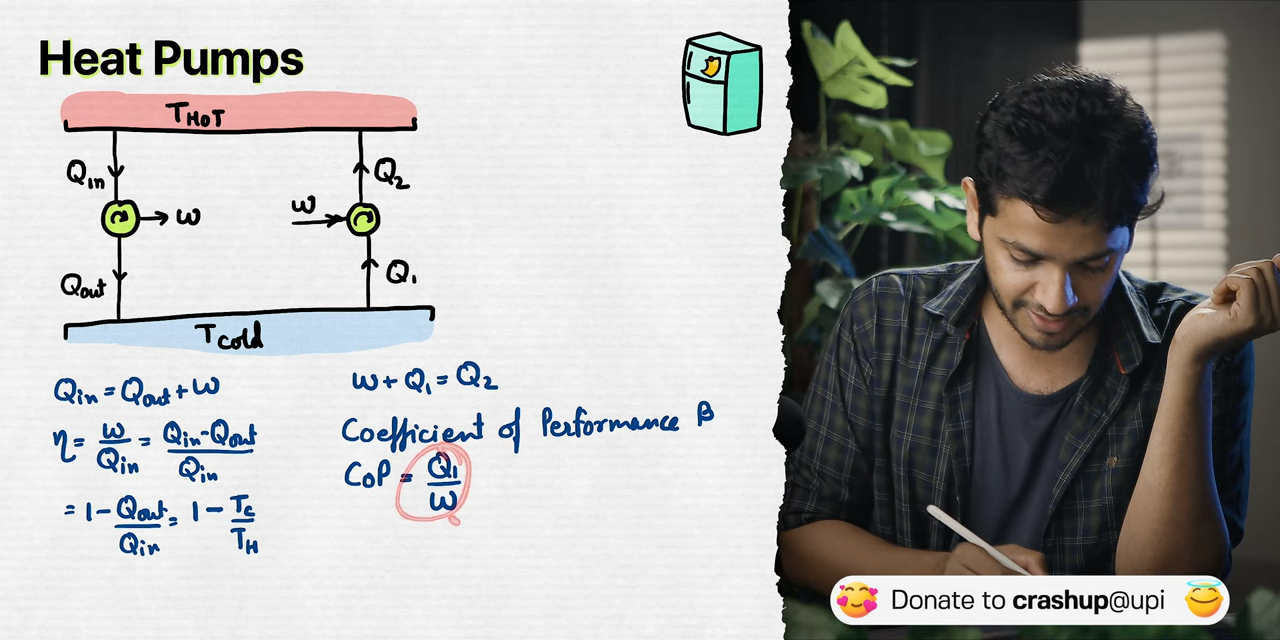 Heat Pumps
THOT
Qin
Q2
W
W
Qout
Q1
Tcold
Qin = Qout + W
η = W/Qin = (Qin - Qout)/Qin
= 1 - Qout/Qin = 1 - Tc/TH
W + Q1 = Q2
Coefficient of Performance β
COP = Q1/W
Donate to crashup@upi